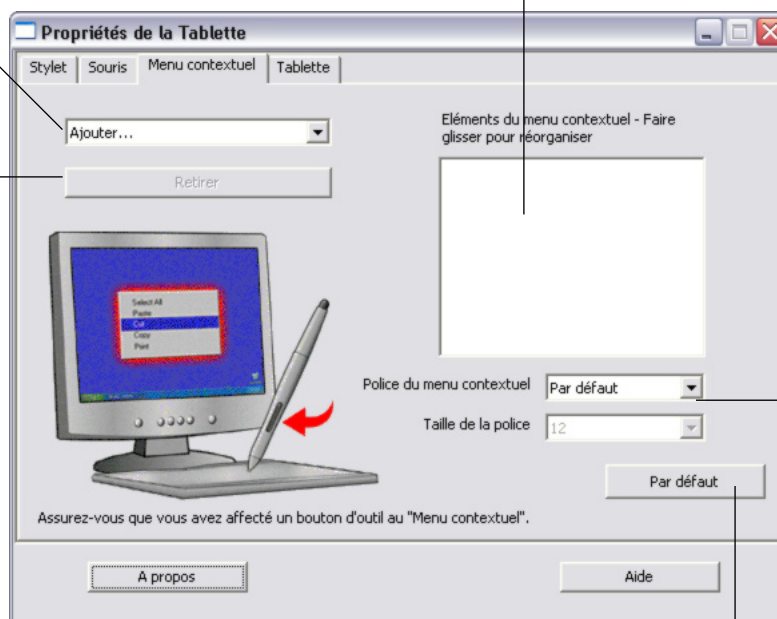 Propriétés de la Tablette
Stylet Souris Menu contextuel Tablette
Ajouter...
Eléments du menu contextuel - Faire
glisser pour réorganiser
Retirer
Select All
Paste
Cut
Copy
Print
Police du menu contextuel Par défaut
Taille de la police 12
Par défaut
Assurez-vous que vous avez affecté un bouton d'outil au "Menu contextuel".
A propos Aide